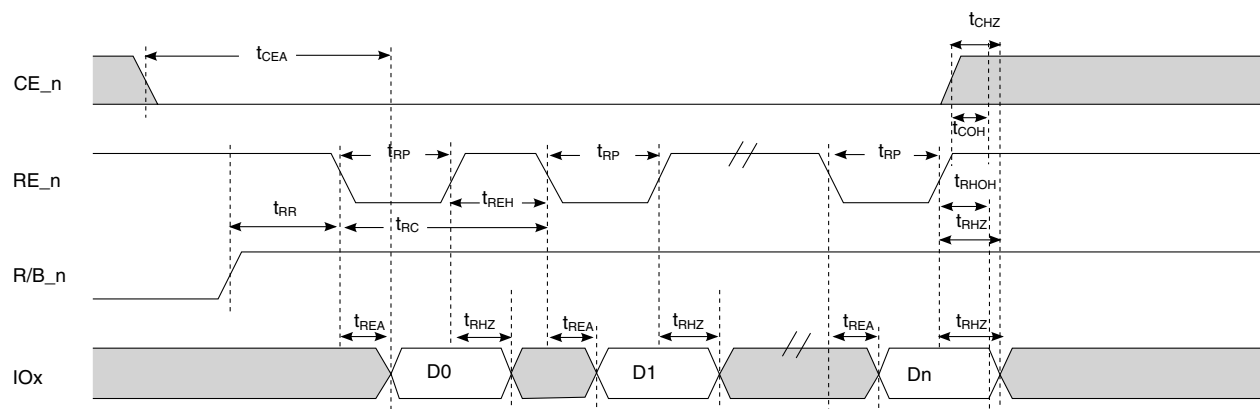 tCHZ
tCEA
CE_n
tCOH
tRP
tRP
tRP
RE_n
tREH
tRHOH
tRR
tRC
tRHZ
R/B_n
tREA
tRHZ
tREA
tRHZ
tREA
tRHZ
IOx
D0
D1
Dn